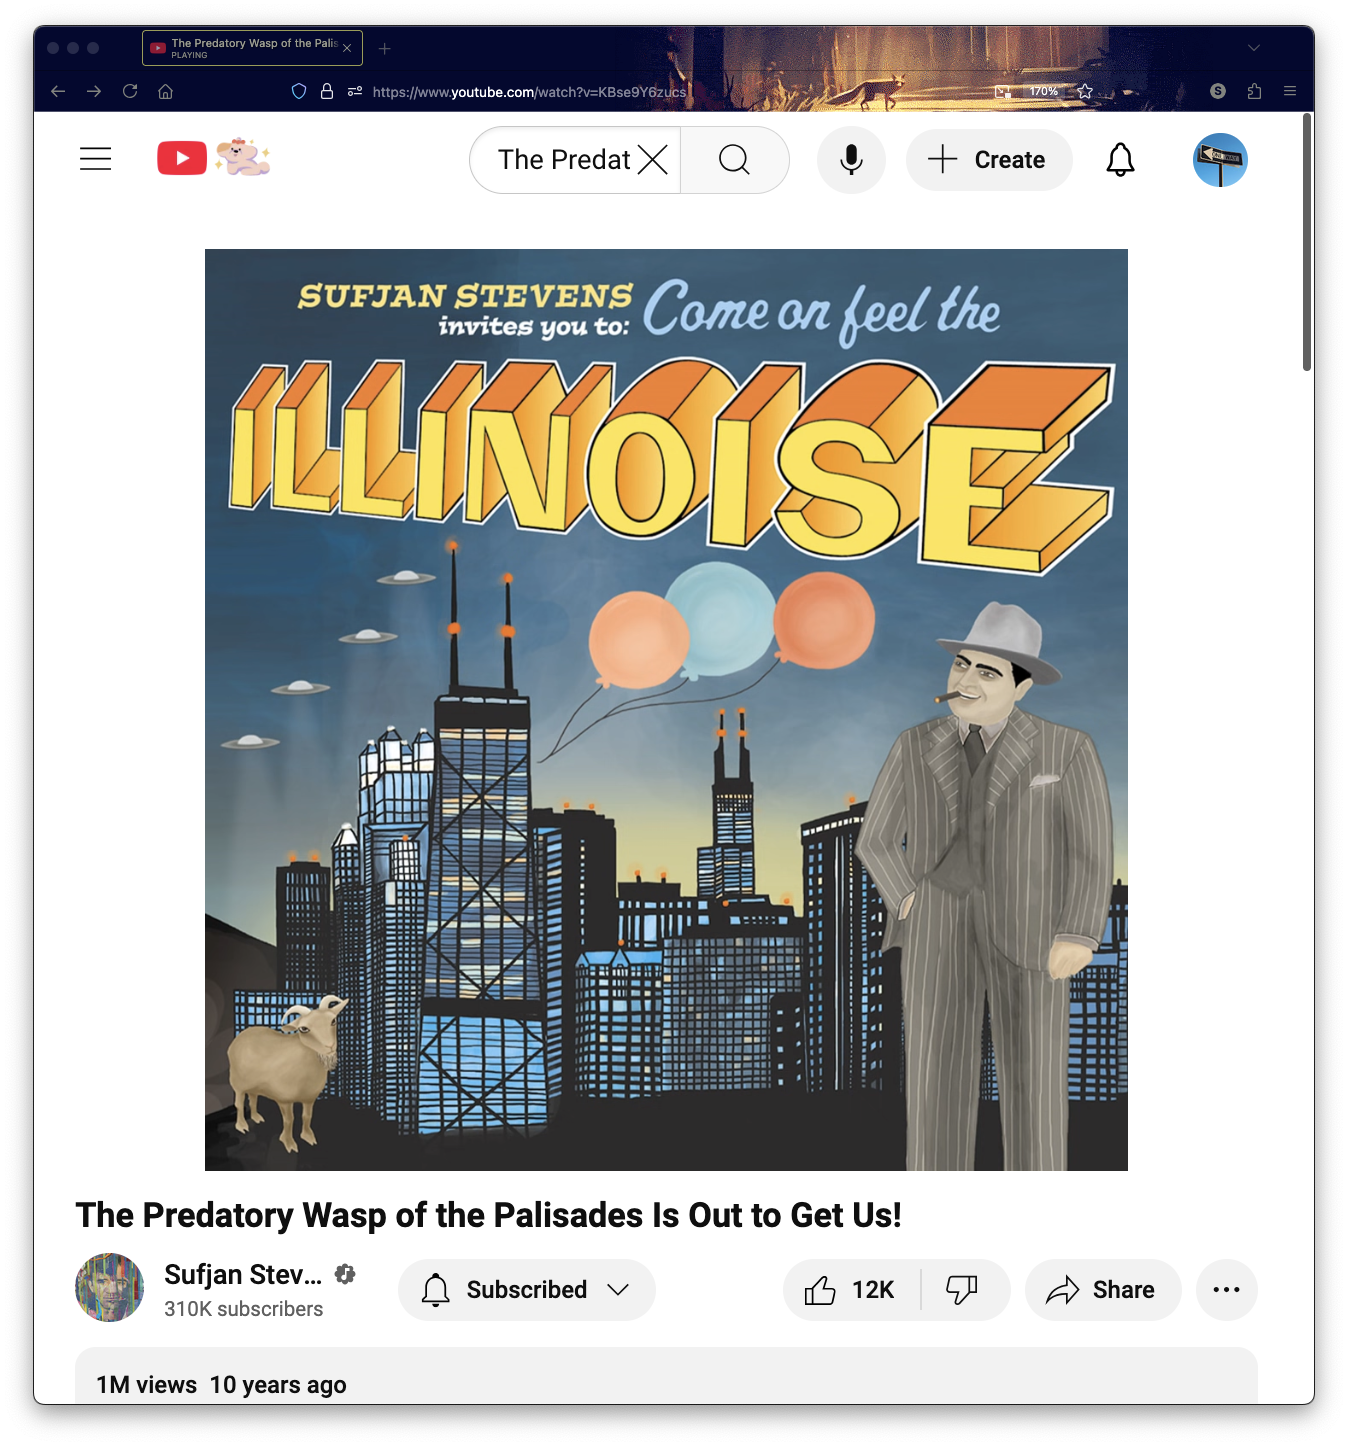 The Predatory Wasp of the Palis
PLAYING
https://www.youtube.com/watch?v=KBse9Y6zucs
170%
S
The Predat
Create
SUFJAN STEVENS
invites you to:
Come on feel the
ILLINOISE
The Predatory Wasp of the Palisades Is Out to Get Us!
Sufjan Stev...
310K subscribers
Subscribed
12K
Share
1M views 10 years ago